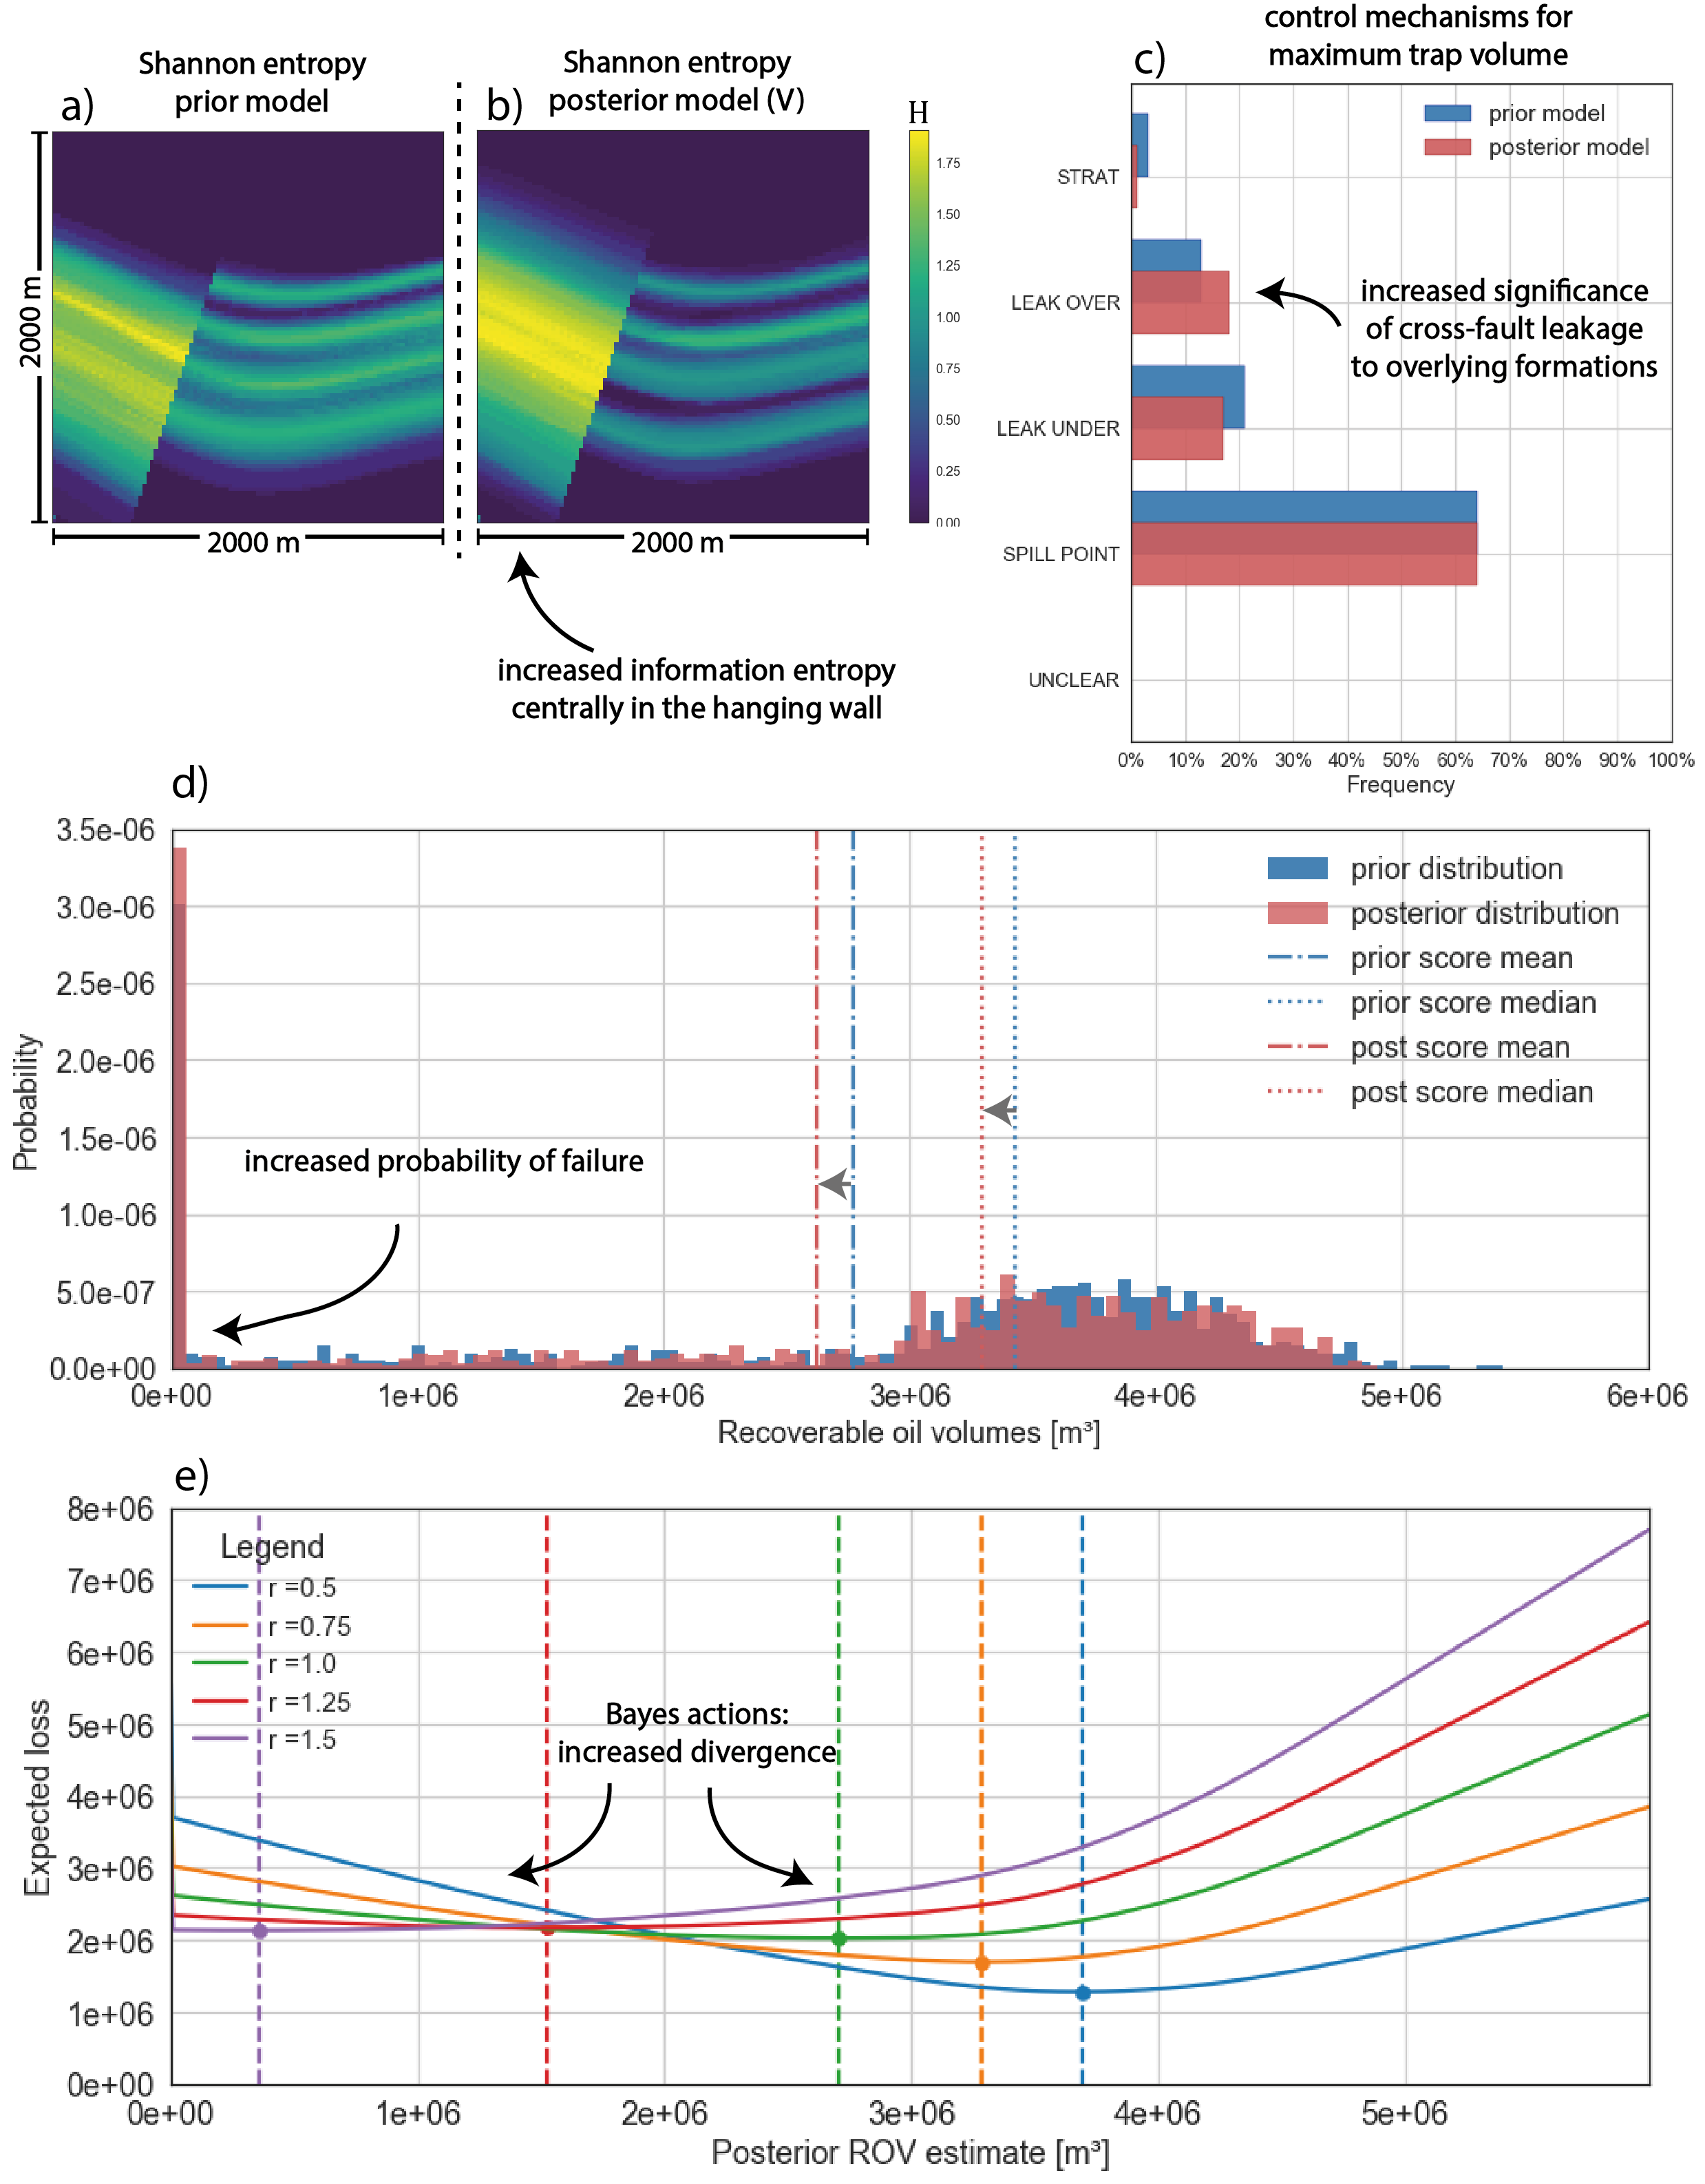 Shannon entropy
prior model
a)
Shannon entropy
posterior model (V)
b)
H
1.75
1.50
1.25
1.00
0.75
0.50
0.25
0.00
2000 m
2000 m
2000 m
increased information entropy
centrally in the hanging wall
control mechanisms for
maximum trap volume
c)
prior model
posterior model
STRAT
LEAK OVER
LEAK UNDER
SPILL POINT
UNCLEAR
increased significance
of cross-fault leakage
to overlying formations
0% 10% 20% 30% 40% 50% 60% 70% 80% 90% 100%
Frequency
d)
3.5e-06
3.0e-06
2.5e-06
2.0e-06
1.5e-06
1.0e-06
5.0e-07
0.0e+00
Probability
prior distribution
posterior distribution
prior score mean
prior score median
post score mean
post score median
increased probability of failure
0e+00 1e+06 2e+06 3e+06 4e+06 5e+06 6e+06
Recoverable oil volumes [m³]
e)
8e+06
7e+06
6e+06
5e+06
4e+06
3e+06
2e+06
1e+06
0e+00
Expected loss
Legend
r =0.5
r =0.75
r =1.0
r =1.25
r =1.5
Bayes actions:
increased divergence
0e+00 1e+06 2e+06 3e+06 4e+06 5e+06
Posterior ROV estimate [m³]